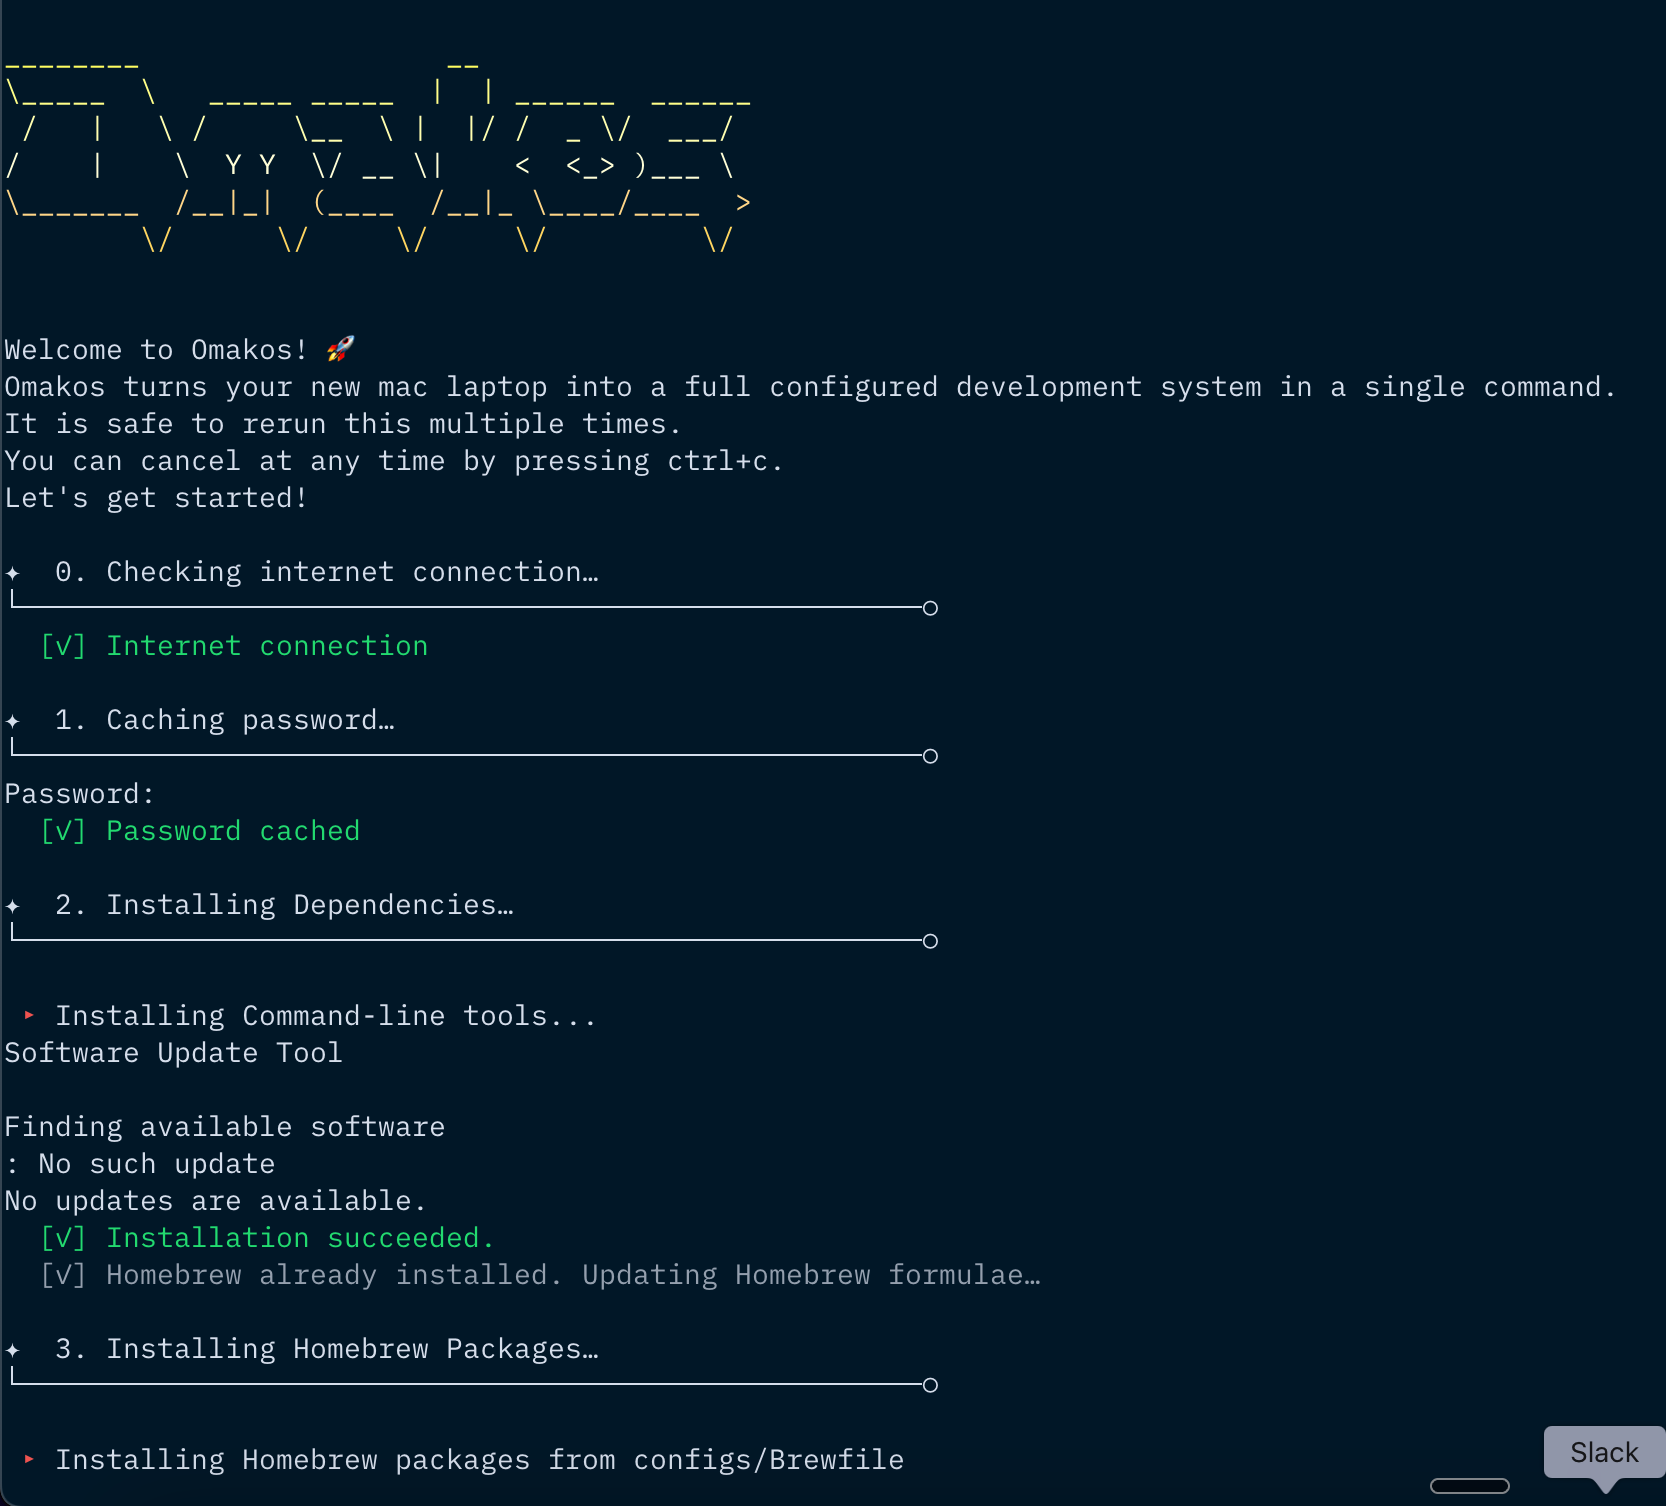 ________                  __
\_____  \   _____ _____  |  | ______  ______
 /   |   \ /     \__  \ |  |/ /  _ \/  ___/
/    |    \  Y Y  \/ __ \|    <  <_> )___ \
\_______  /__|_|  (____  /__|_ \____/____  >
        \/      \/     \/     \/         \/
Welcome to Omakos! 🚀
Omakos turns your new mac laptop into a full configured development system in a single command.
It is safe to rerun this multiple times.
You can cancel at any time by pressing ctrl+c.
Let's get started!
✦  0. Checking internet connection…
[√] Internet connection
✦  1. Caching password…
Password:
[√] Password cached
✦  2. Installing Dependencies…
‣ Installing Command-line tools...
Software Update Tool
Finding available software
: No such update
No updates are available.
[√] Installation succeeded.
[√] Homebrew already installed. Updating Homebrew formulae…
✦  3. Installing Homebrew Packages…
‣ Installing Homebrew packages from configs/Brewfile
Slack